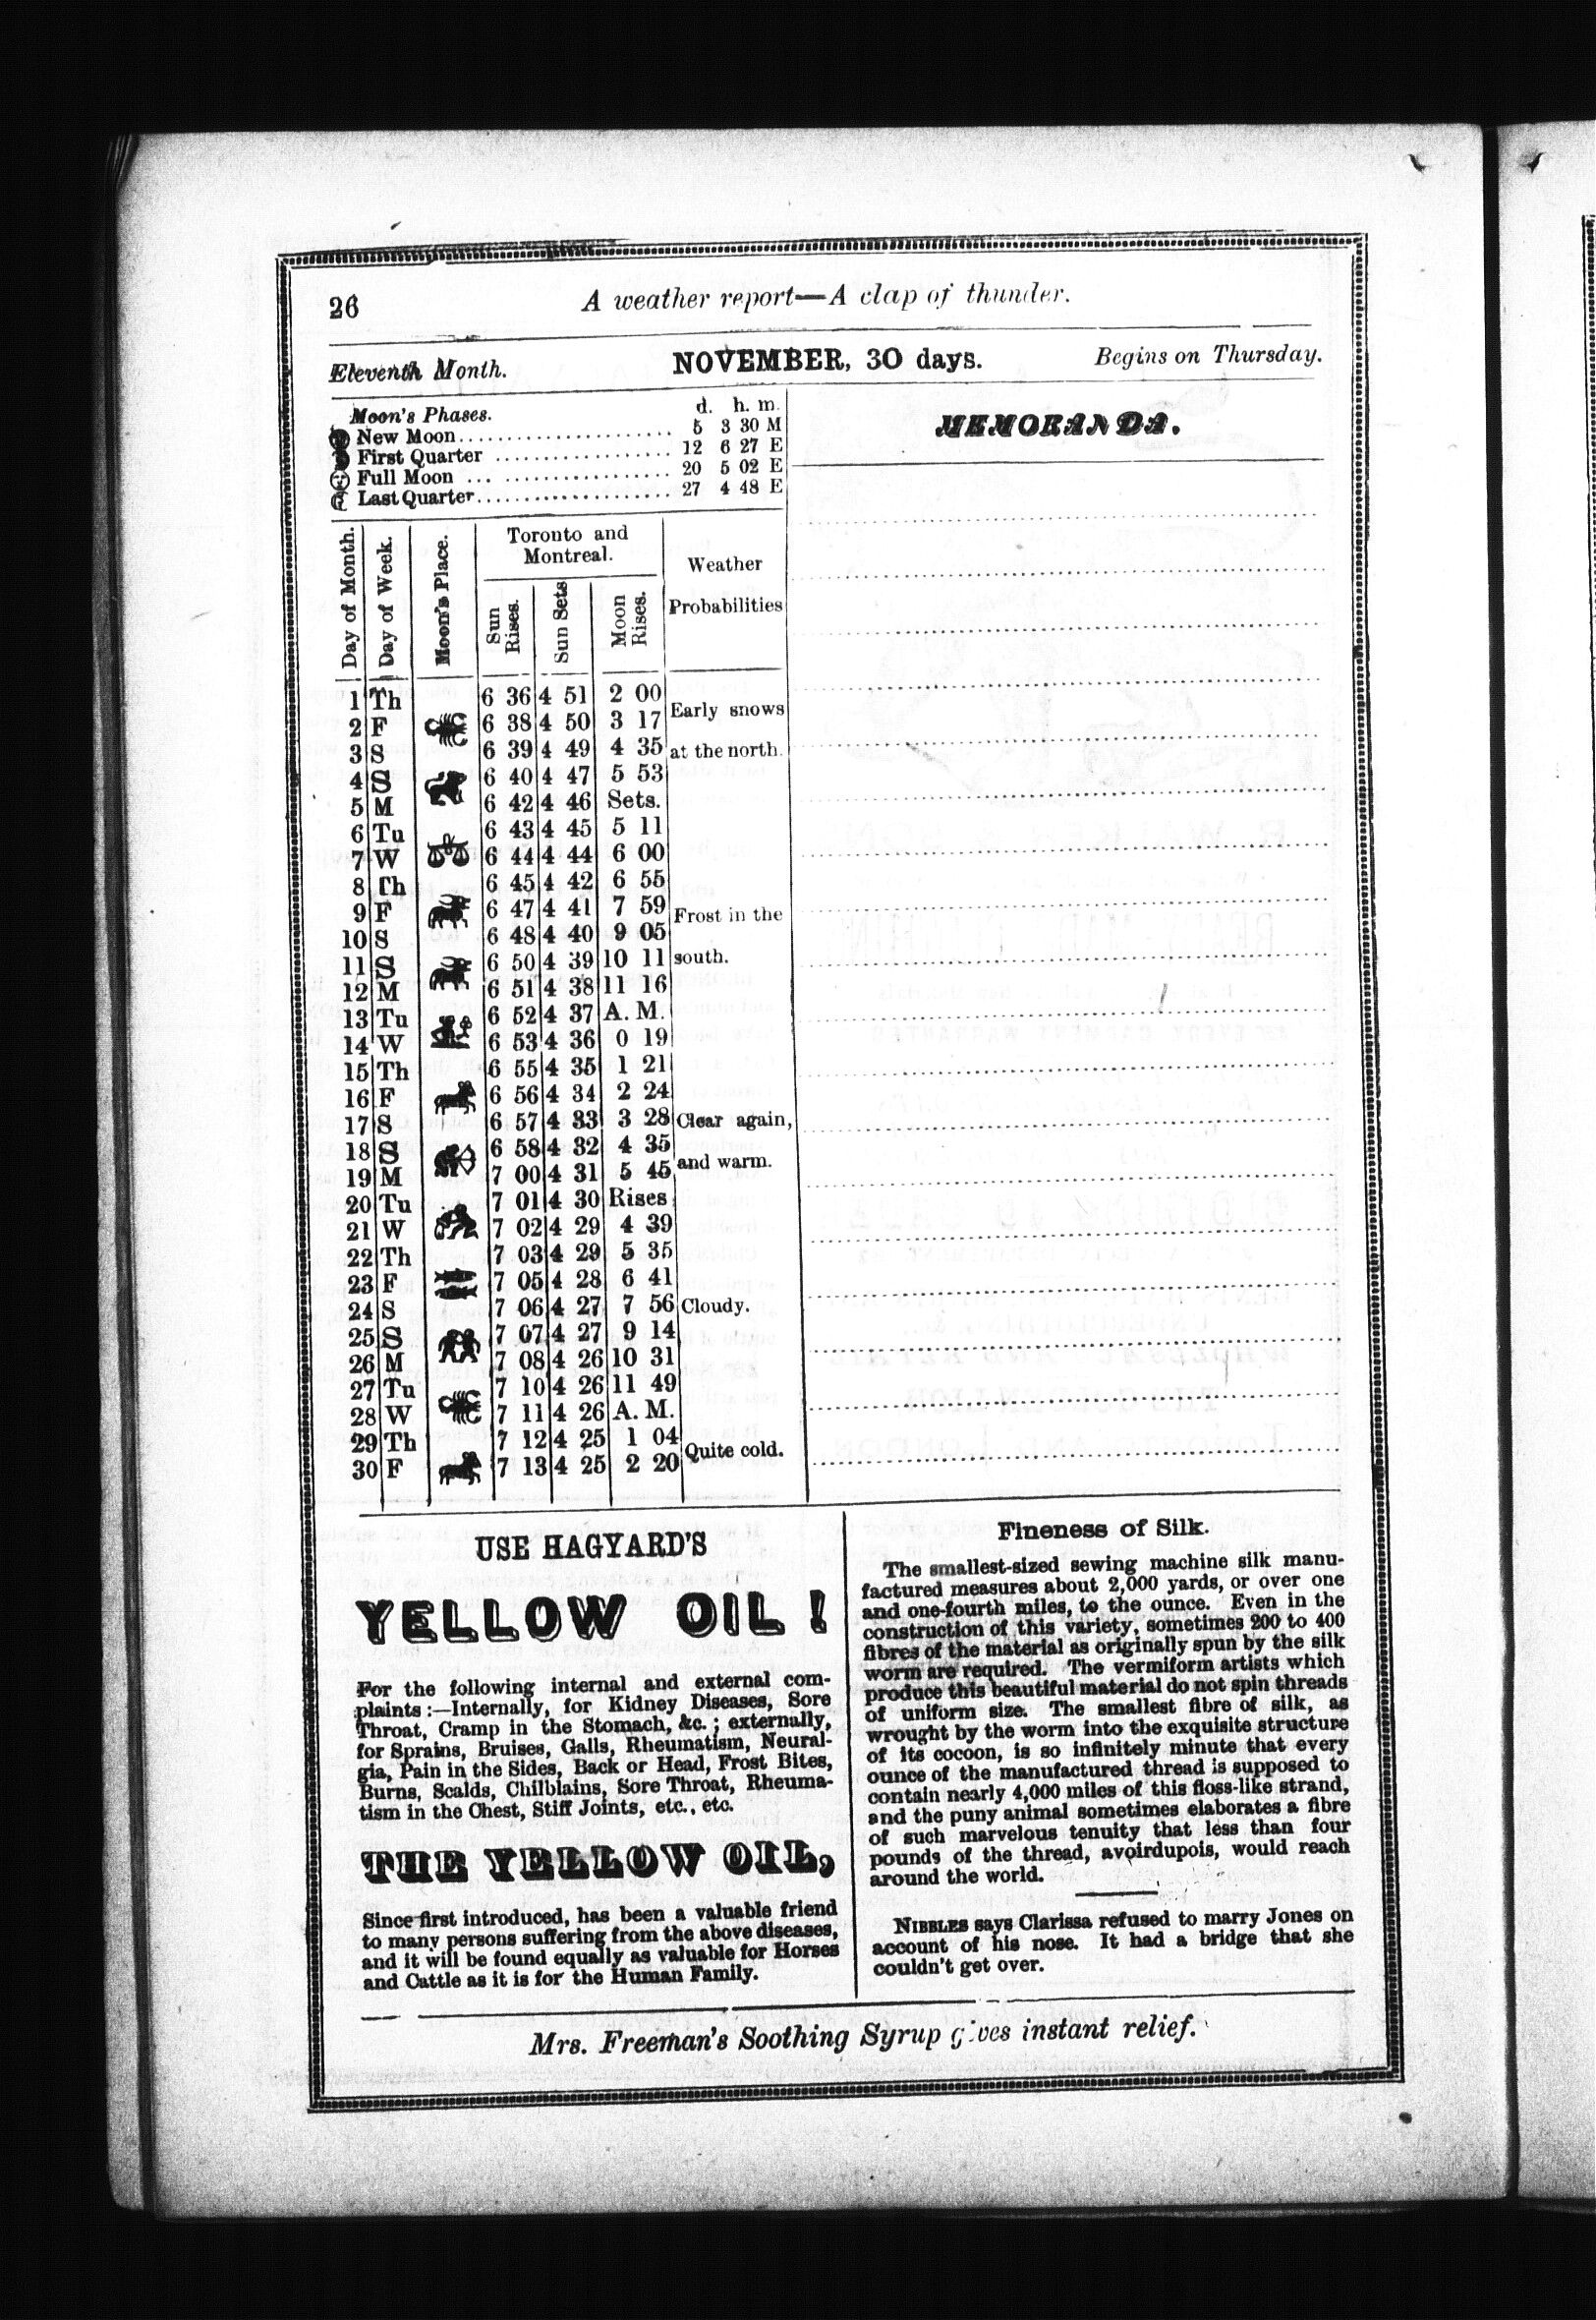 26
A weather report—A clap of thunder.
Eleventh Month. NOVEMBER, 30 days. Begins on Thursday.
Moon's Phases. d. h. m.
New Moon...................... 5 3 30 M
First Quarter .................. 12 6 27 E
Full Moon ... .................. 20 5 02 E
Last Quarter..................... 27 4 48 E
MEMORANDA.
Day of Month.
Day of Week.
Moon's Place.
Toronto and
Montreal.
Sun Rises.
Sun Sets
Moon Rises.
Weather
Probabilities
1 Th 6 36 4 51 2 00
Early snows
2 F 6 38 4 50 3 17
3 S 6 39 4 49 4 35 at the north.
4 S 6 40 4 47 5 53
5 M 6 42 4 46 Sets.
6 Tu 6 43 4 45 5 11
7 W 6 44 4 44 6 00
8 Th 6 45 4 42 6 55
9 F 6 47 4 41 7 59 Frost in the
10 S 6 48 4 40 9 05
11 S 6 50 4 39 10 11 south.
12 M 6 51 4 38 11 16
13 Tu 6 52 4 37 A. M.
14 W 6 53 4 36 0 19
15 Th 6 55 4 35 1 21
16 F 6 56 4 34 2 24
17 S 6 57 4 33 3 28 Clear again,
18 S 6 58 4 32 4 35
19 M 7 00 4 31 5 45 and warm.
20 Tu 7 01 4 30 Rises
21 W 7 02 4 29 4 39
22 Th 7 03 4 29 5 35
23 F 7 05 4 28 6 41
24 S 7 06 4 27 7 56 Cloudy.
25 S 7 07 4 27 9 14
26 M 7 08 4 26 10 31
27 Tu 7 10 4 26 11 49
28 W 7 11 4 26 A. M.
29 Th 7 12 4 25 1 04
Quite cold.
30 F 7 13 4 25 2 20
USE HAGYARD'S
YELLOW OIL !
For the following internal and external com-
plaints :—Internally, for Kidney Diseases, Sore
Throat, Cramp in the Stomach, &c. ; externally,
for Sprains, Bruises, Galls, Rheumatism, Neural-
gia, Pain in the Sides, Back or Head, Frost Bites,
Burns, Scalds, Chilblains, Sore Throat, Rheuma-
tism in the Chest, Stiff Joints, etc., etc.
THE YELLOW OIL,
Since first introduced, has been a valuable friend
to many persons suffering from the above diseases,
and it will be found equally as valuable for Horses
and Cattle as it is for the Human Family.
Fineness of Silk.
The smallest-sized sewing machine silk manu-
factured measures about 2,000 yards, or over one
and one-fourth miles, to the ounce. Even in the
construction of this variety, sometimes 200 to 400
fibres of the material as originally spun by the silk
worm are required. The vermiform artists which
produce this beautiful material do not spin threads
of uniform size. The smallest fibre of silk, as
wrought by the worm into the exquisite structure
of its cocoon, is so infinitely minute that every
ounce of the manufactured thread is supposed to
contain nearly 4,000 miles of this floss-like strand,
and the puny animal sometimes elaborates a fibre
of such marvelous tenuity that less than four
pounds of the thread, avoirdupois, would reach
around the world.
NIBBLES says Clarissa refused to marry Jones on
account of his nose. It had a bridge that she
couldn't get over.
Mrs. Freeman's Soothing Syrup gives instant relief.